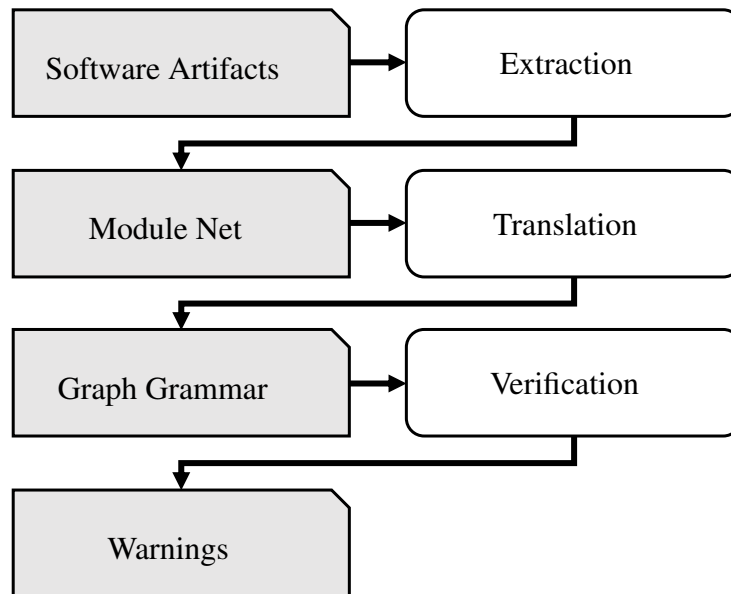 Software Artifacts
Extraction
Module Net
Translation
Graph Grammar
Verification
Warnings